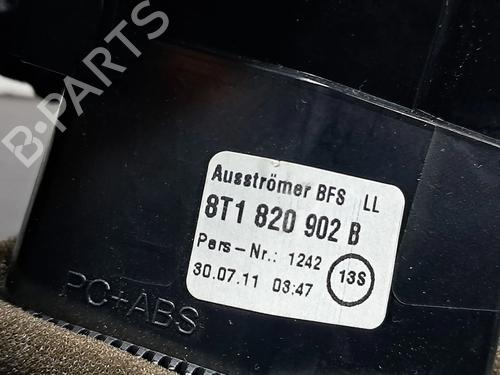 B-PARTS
Ausströmer BFS LL
8T1 820 902 B
Pers-Nr.: 1242
30.07.11 03:47 13S
PC+ABS